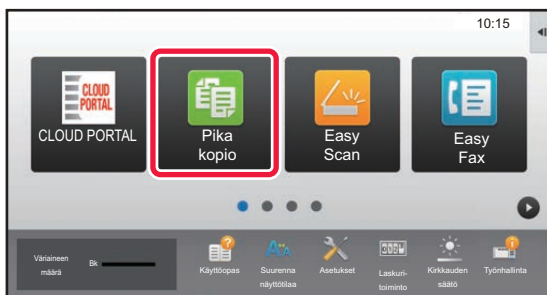 10:15
CLOUD
PORTAL
CLOUD PORTAL
Pika
kopio
Easy
Scan
Easy
Fax
Väriaineen
määrä
Bk
Käyttöopas
Suurenna
näyttötilaa
Asetukset
Laskuri-
toiminto
Kirkkauden
säätö
Työnhallinta